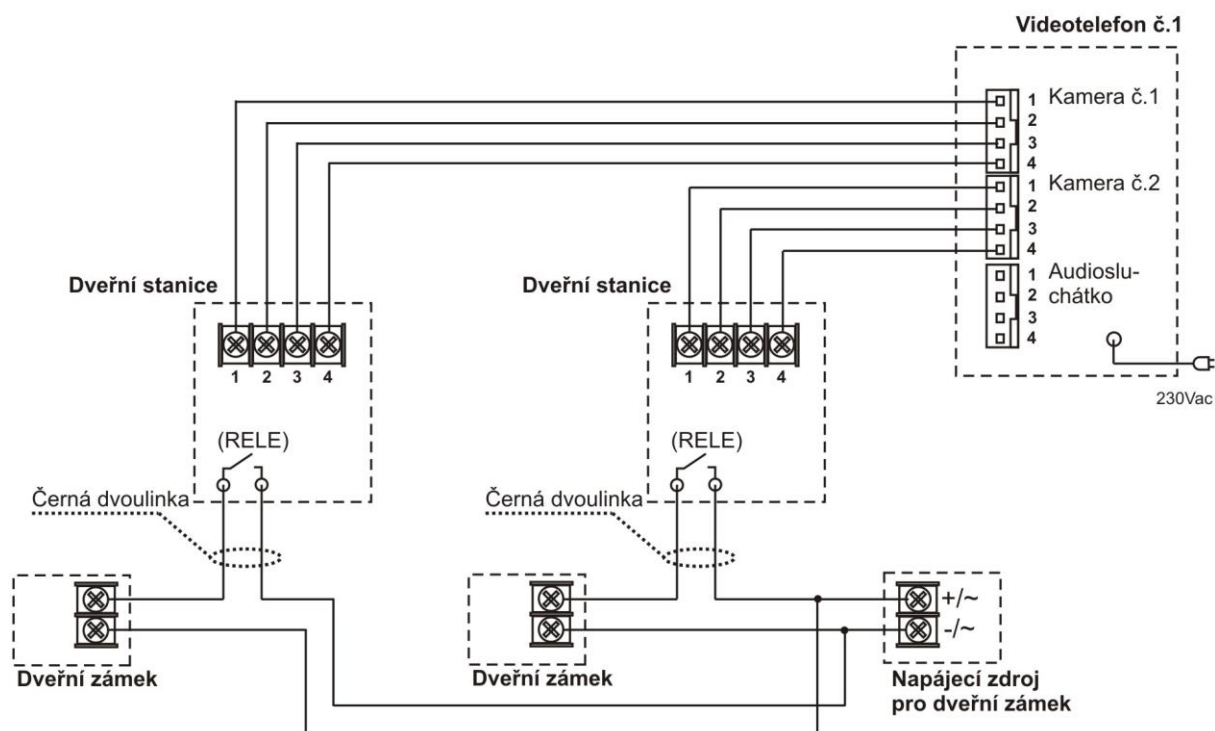 Videotelefon č.1
1 Kamera č.1
2
3
4
1 Kamera č.2
2
3
4
1 Audioslu-
2 chátko
3
4
230Vac
Dveřní stanice
1 2 3 4
(RELE)
Černá dvoulinka
Dveřní zámek
Dveřní stanice
1 2 3 4
(RELE)
Černá dvoulinka
Dveřní zámek
+/~
-/~
Napájecí zdroj
pro dveřní zámek